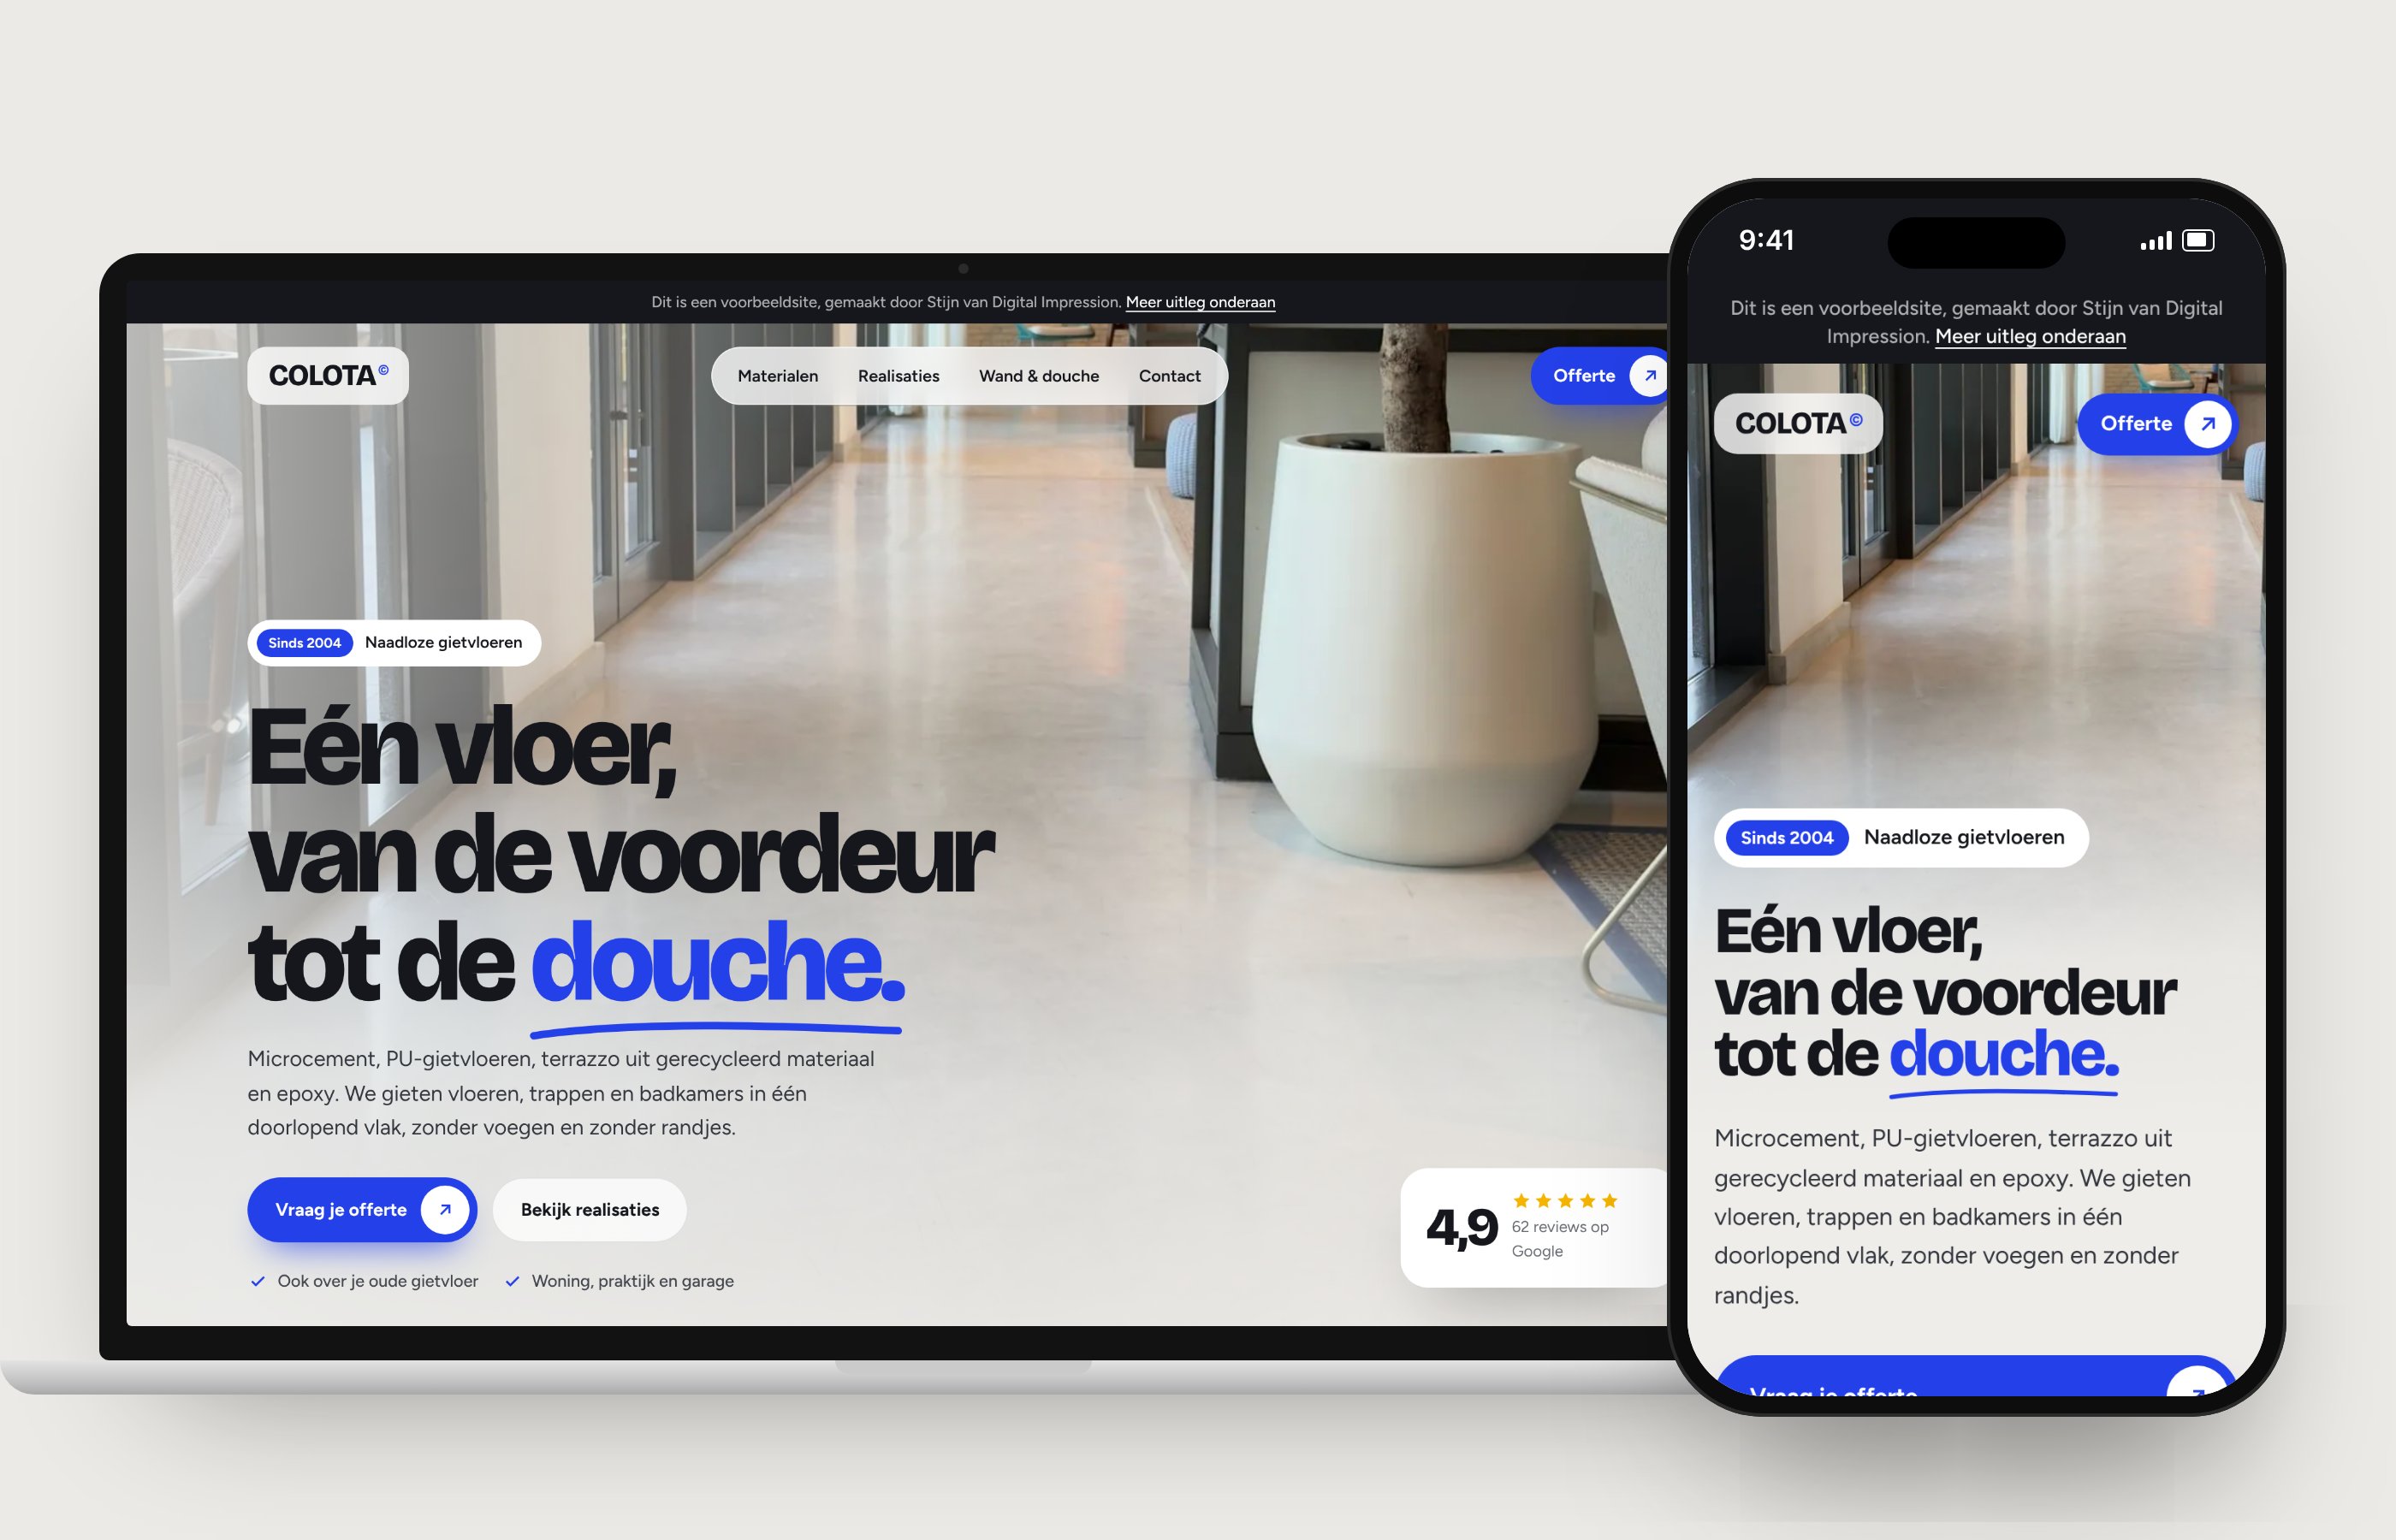 Dit is een voorbeeldsite, gemaakt door Stijn van Digital Impression. Meer uitleg onderaan
COLOTA©
Materialen Realisaties Wand & douche Contact
Offerte
Sinds 2004 Naadloze gietvloeren
Eén vloer,
van de voordeur
tot de douche.
Microcement, PU-gietvloeren, terrazzo uit gerecycleerd materiaal
en epoxy. We gieten vloeren, trappen en badkamers in één
doorlopend vlak, zonder voegen en zonder randjes.
Vraag je offerte
Bekijk realisaties
Ook over je oude gietvloer
Woning, praktijk en garage
4,9
62 reviews op
Google
9:41
Dit is een voorbeeldsite, gemaakt door Stijn van Digital
Impression. Meer uitleg onderaan
COLOTA©
Offerte
Sinds 2004 Naadloze gietvloeren
Eén vloer,
van de voordeur
tot de douche.
Microcement, PU-gietvloeren, terrazzo uit
gerecycleerd materiaal en epoxy. We gieten
vloeren, trappen en badkamers in één
doorlopend vlak, zonder voegen en zonder
randjes.
Vraag je offerte